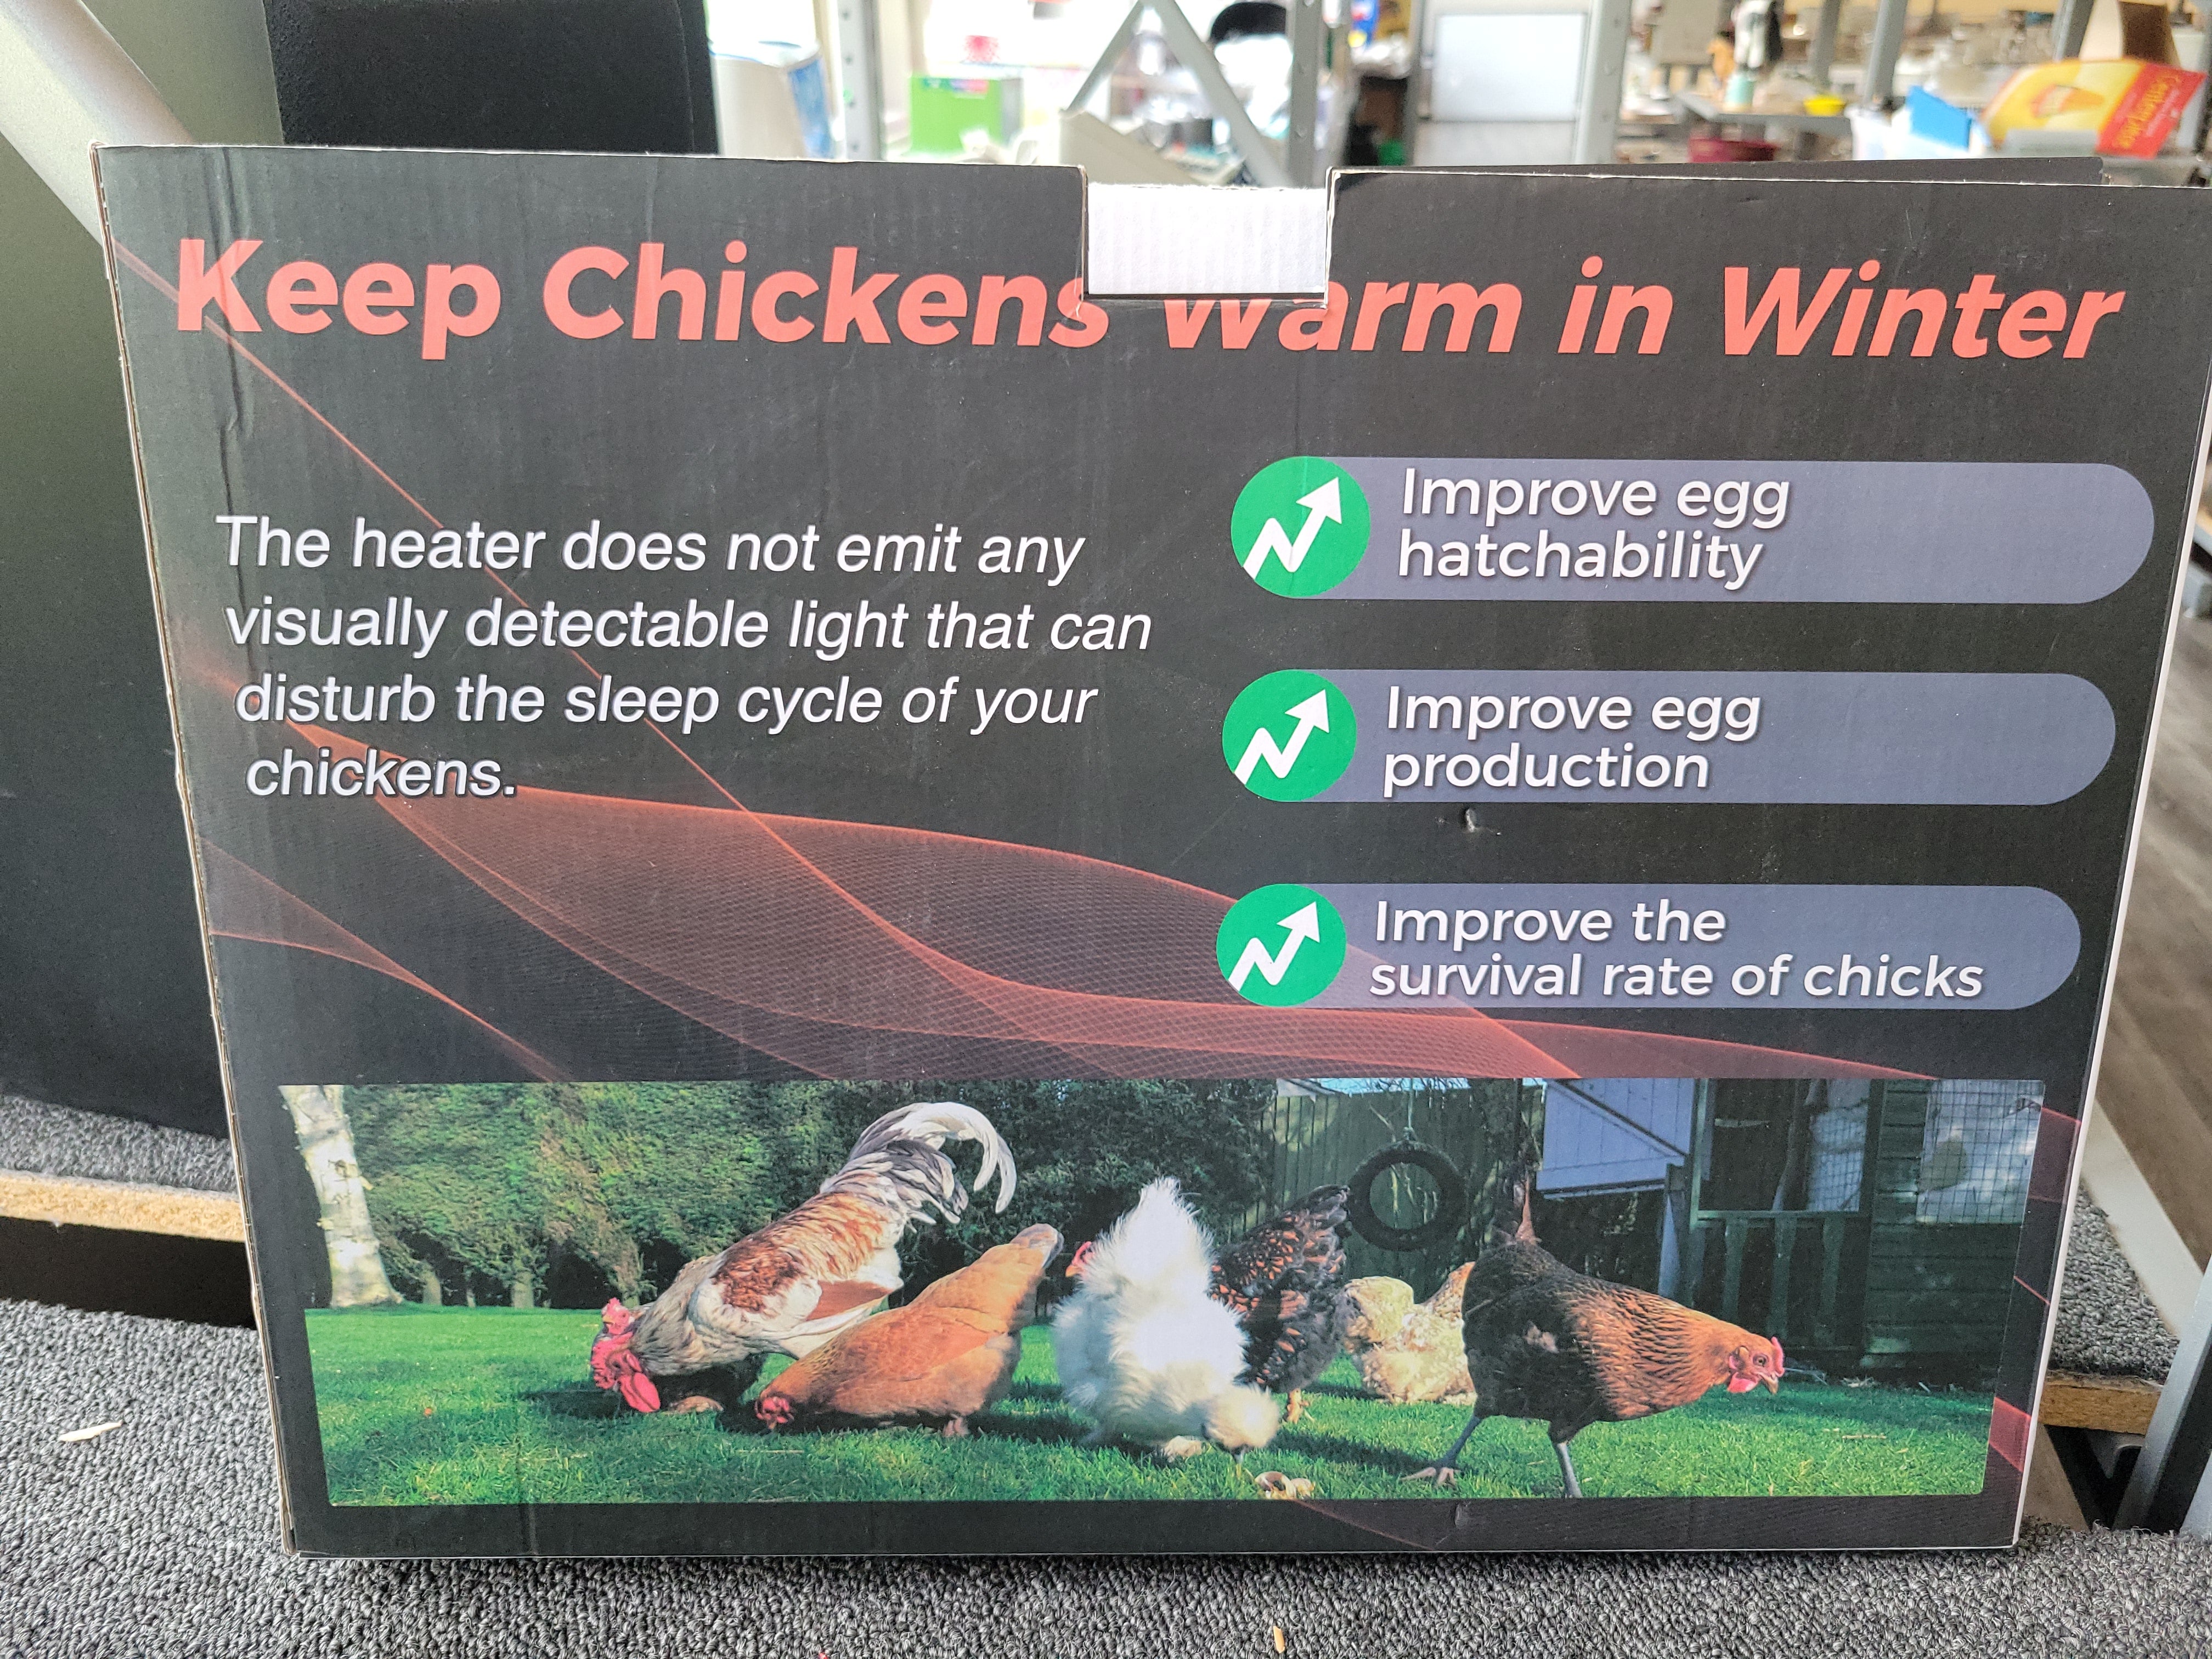 Keep Chickens Warm in Winter
The heater does not emit any
visually detectable light that can
disturb the sleep cycle of your
chickens.
Improve egg
hatchability
Improve egg
production
Improve the
survival rate of chicks